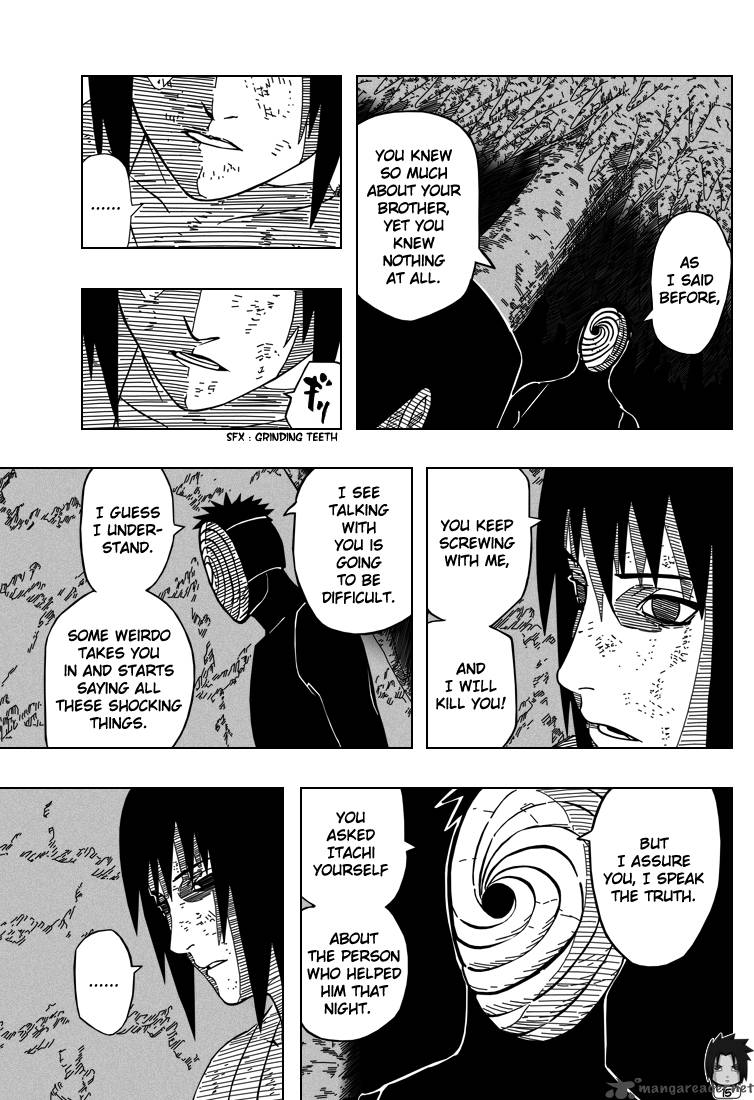 AS
I SAID
BEFORE,
YOU KNEW
SO MUCH
ABOUT YOUR
BROTHER,
YET YOU
KNEW
NOTHING
AT ALL.
......
ギリ
SFX : GRINDING TEETH
YOU KEEP
SCREWING
WITH ME,
AND
I WILL
KILL YOU!
I SEE
TALKING
WITH
YOU IS
GOING
TO BE
DIFFICULT.
I GUESS
I UNDER-
STAND.
SOME WEIRDO
TAKES YOU
IN AND STARTS
SAYING ALL
THESE SHOCKING
THINGS.
BUT
I ASSURE
YOU, I SPEAK
THE TRUTH.
YOU
ASKED
ITACHI
YOURSELF
ABOUT
THE PERSON
WHO HELPED
HIM THAT
NIGHT.
......
15
mangareader.net